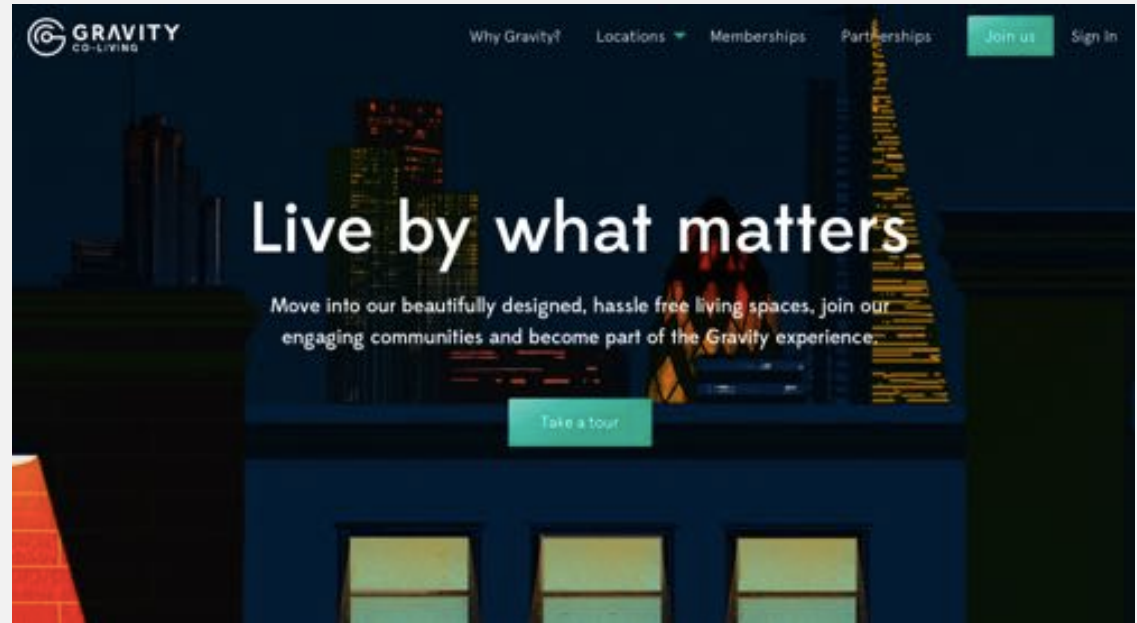 GRAVITY
CO-LIVING
Why Gravity? Locations Memberships Partnerships Join us Sign In
Live by what matters
Move into our beautifully designed, hassle free living spaces, join our
engaging communities and become part of the Gravity experience.
Take a tour